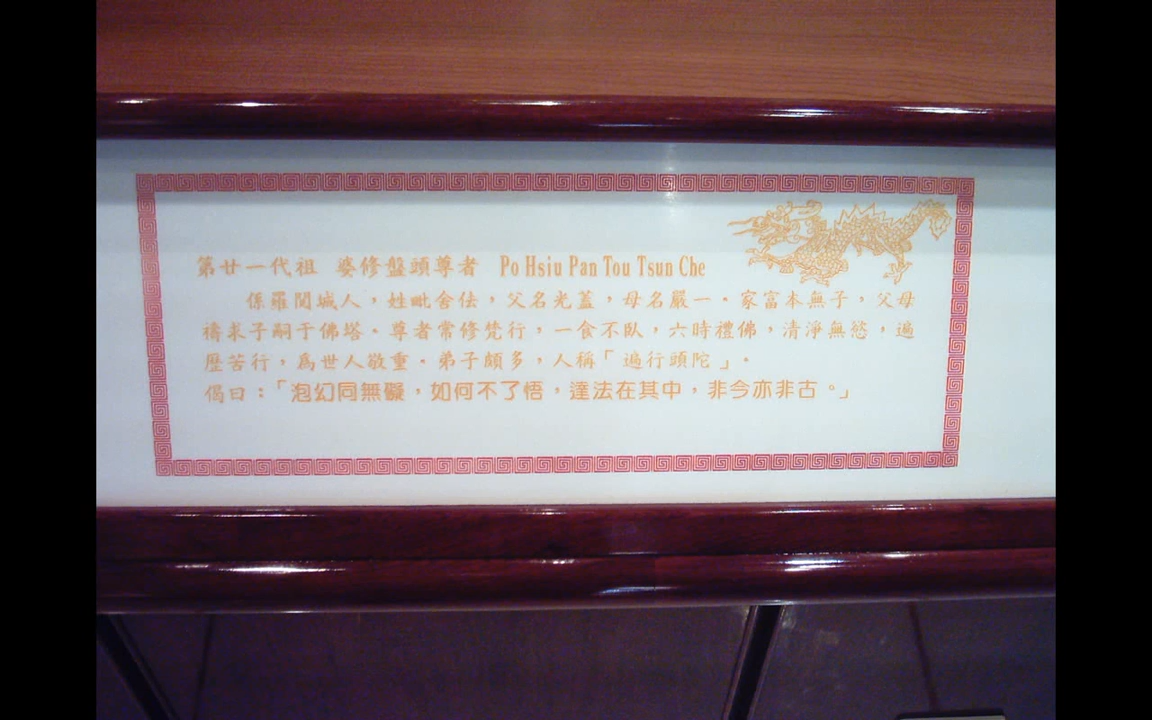 第廿一代祖 婆修盤頭尊者 Po Hsiu Pan Tou Tsun Che
係羅閱城人，姓毗舍佉，父名光蓋，母名嚴一。家富本無子，父母
禱求子嗣于佛塔。尊者常修梵行，一食不臥，六時禮佛，清淨無慾，遍
歷苦行，為世人敬重。弟子頗多，人稱「遍行頭陀」。
偈曰：「泡幻同無礙，如何不了悟，達法在其中，非今亦非古。」